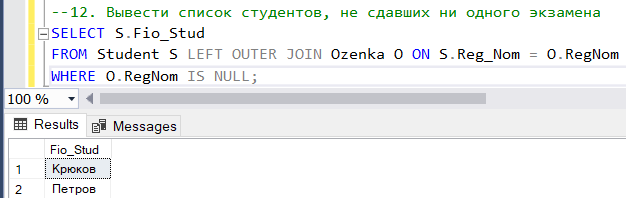 --12. Вывести список студентов, не сдавших ни одного экзамена
SELECT S.Fio_Stud
FROM Student S LEFT OUTER JOIN Ozenka O ON S.Reg_Nom = O.RegNom
WHERE O.RegNom IS NULL;
100 %
Results Messages
Fio_Stud
1 Крюков
2 Петров